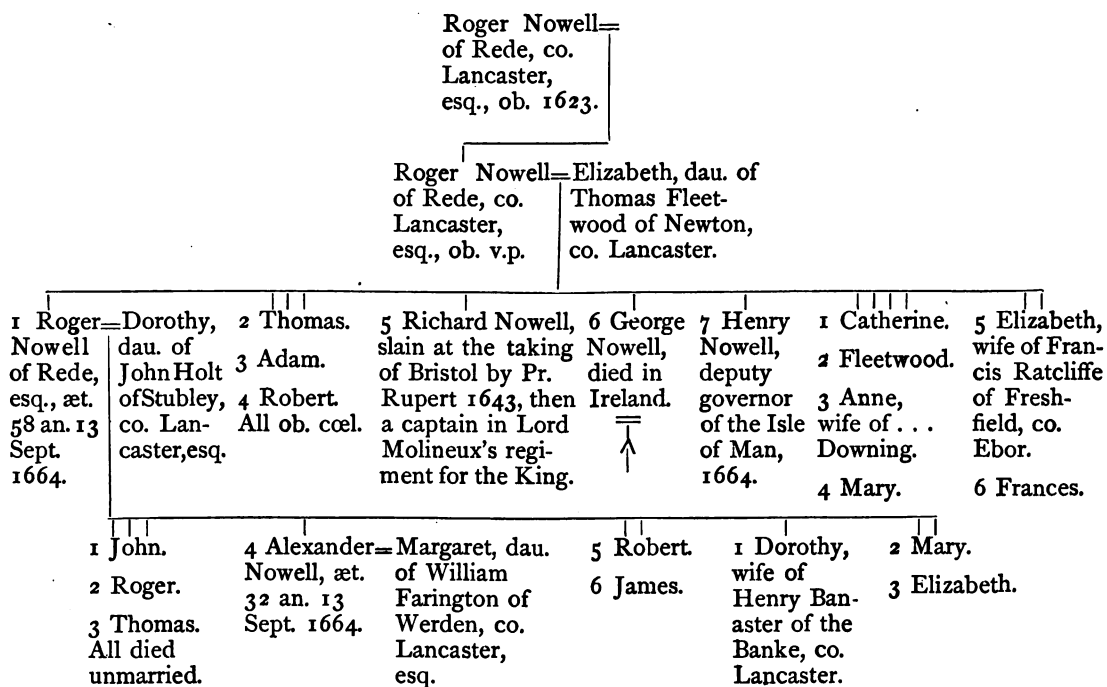 Roger Nowell=
of Rede, co.
Lancaster,
esq., ob. 1623.
Roger Nowell=Elizabeth, dau. of
of Rede, co.
Lancaster,
esq., ob. v.p.
Thomas Fleet-
wood of Newton,
co. Lancaster.
1 Roger=Dorothy,
Nowell
of Rede,
esq., æt.
58 an. 13
Sept.
1664.
dau. of
John Holt
of Stubley,
co. Lan-
caster, esq.
2 Thomas.
3 Adam.
4 Robert.
All ob. cœl.
5 Richard Nowell,
slain at the taking
of Bristol by Pr.
Rupert 1643, then
a captain in Lord
Molineux's regi-
ment for the King.
6 George
Nowell,
died in
Ireland.
7 Henry
Nowell,
deputy
governor
of the Isle
of Man,
1664.
1 Catherine.
2 Fleetwood.
3 Anne,
wife of . . .
Downing.
4 Mary.
5 Elizabeth,
wife of Fran-
cis Ratcliffe
of Fresh-
field, co.
Ebor.
6 Frances.
1 John.
2 Roger.
3 Thomas.
All died
unmarried.
4 Alexander=Margaret, dau.
Nowell, æt.
32 an. 13
Sept. 1664.
of William
Farington of
Werden, co.
Lancaster,
esq.
5 Robert.
6 James.
1 Dorothy,
wife of
Henry Ban-
aster of the
Banke, co.
Lancaster.
2 Mary.
3 Elizabeth.